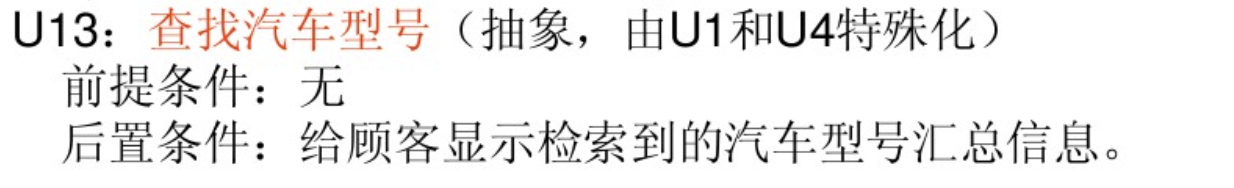 U13：查找汽车型号（抽象，由U1和U4特殊化）
前提条件：无
后置条件：给顾客显示检索到的汽车型号汇总信息。